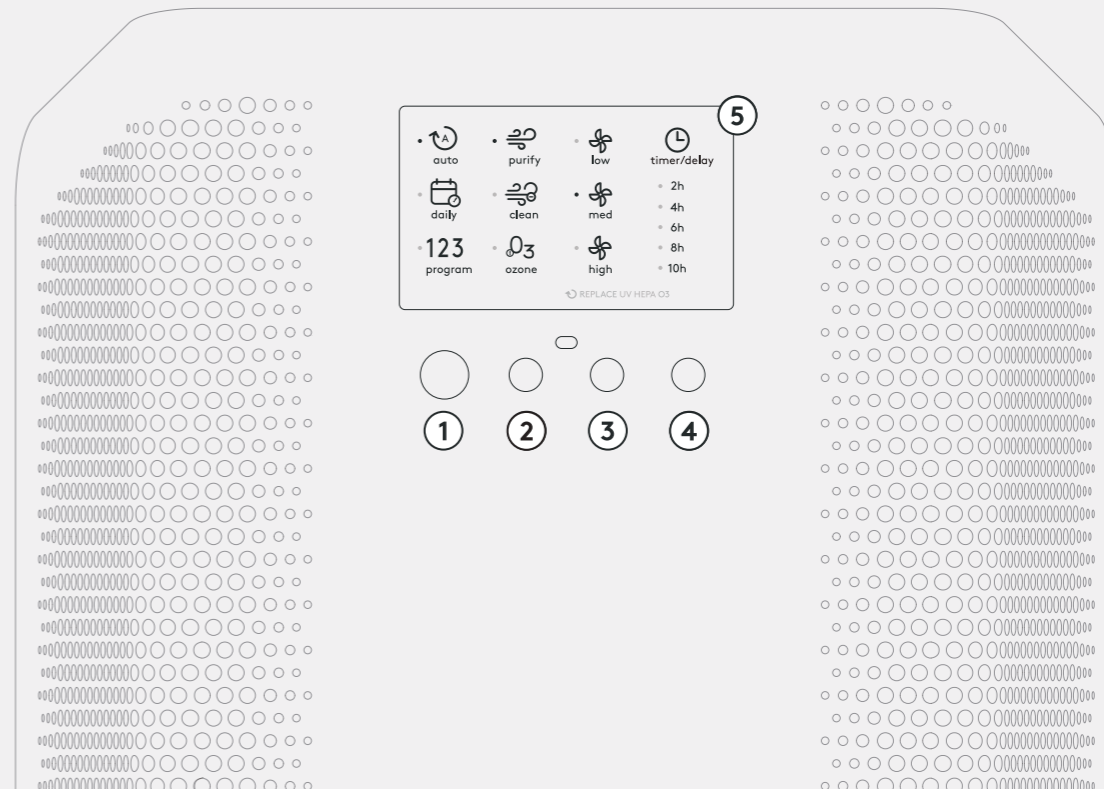 5
auto purify low timer/delay
2h
daily clean med 4h
6h
123 O3 8h
program ozone high 10h
REPLACE UV HEPA O3
1 2 3 4